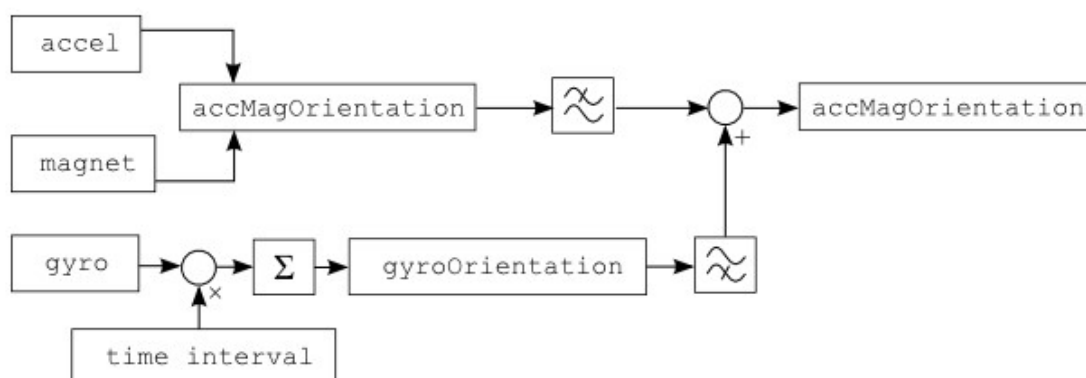 accel
accMagOrientation
accMagOrientation
magnet
+
gyro
×
Σ
gyroOrientation
time interval